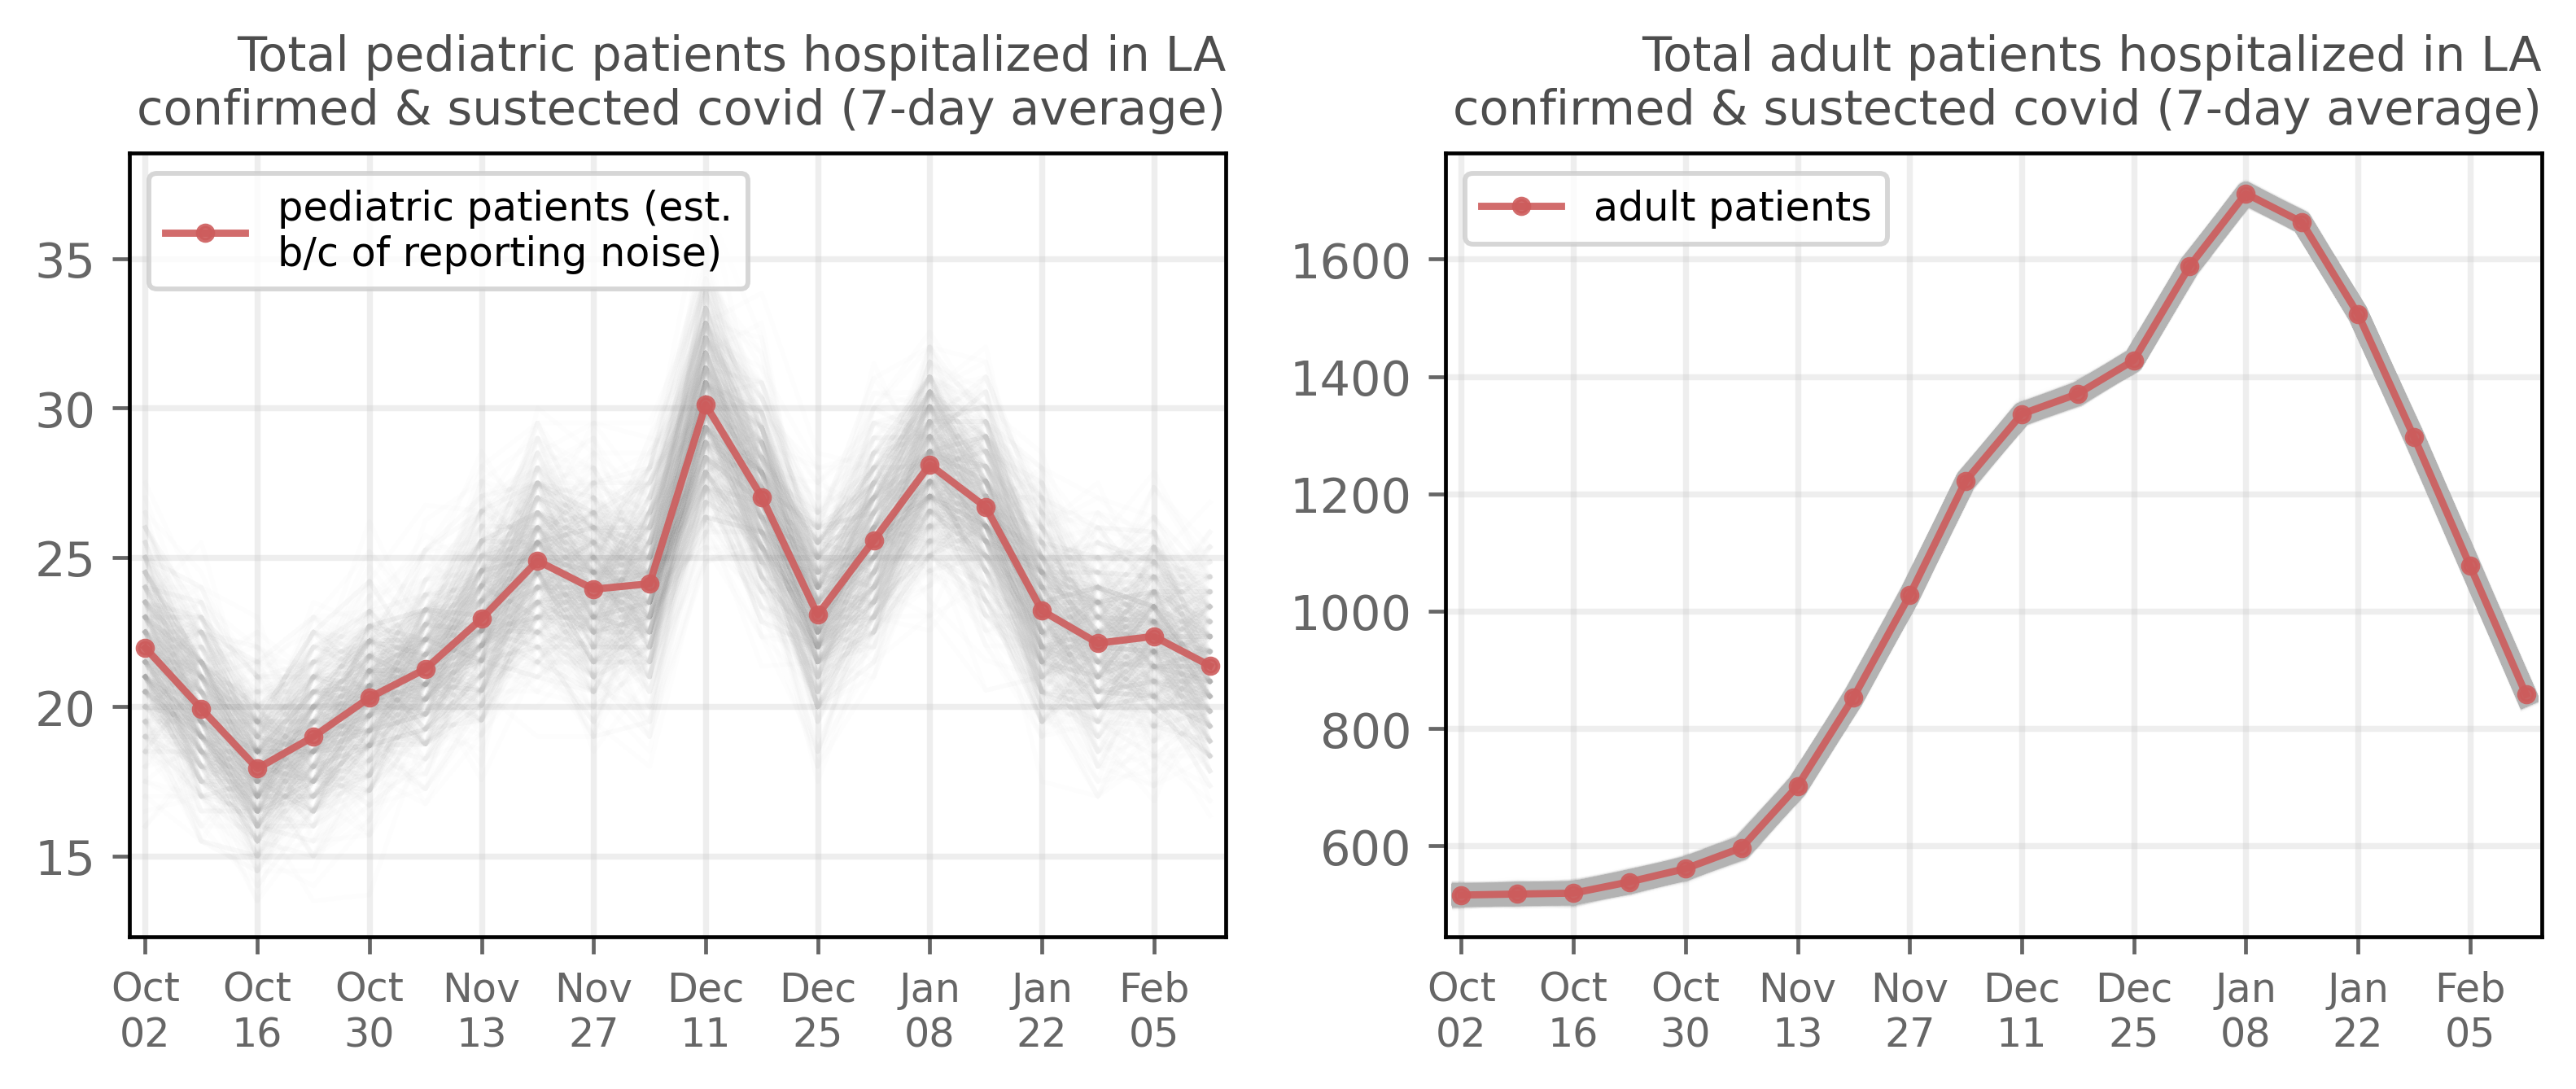 Total pediatric patients hospitalized in LA
confirmed & sustected covid (7-day average)
pediatric patients (est.
b/c of reporting noise)
35
30
25
20
15
Oct Oct Oct Nov Nov Dec Dec Jan Jan Feb
02 16 30 13 27 11 25 08 22 05
Total adult patients hospitalized in LA
confirmed & sustected covid (7-day average)
adult patients
1600
1400
1200
1000
800
600
Oct Oct Oct Nov Nov Dec Dec Jan Jan Feb
02 16 30 13 27 11 25 08 22 05